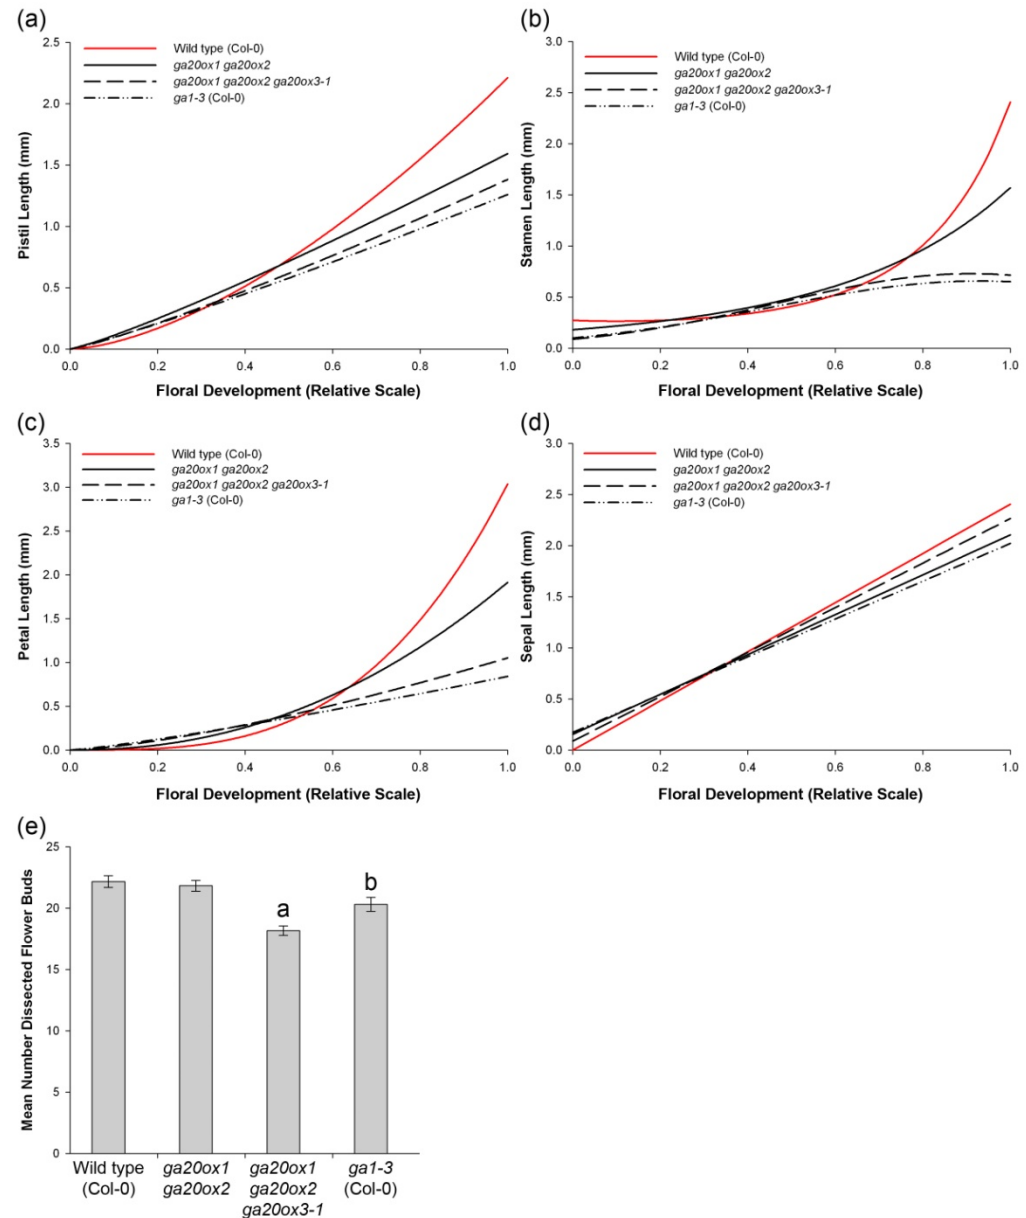 (a)
2.5
2.0
1.5
1.0
0.5
0.0
Pistil Length (mm)
Wild type (Col-0)
ga20ox1 ga20ox2
ga20ox1 ga20ox2 ga20ox3-1
ga1-3 (Col-0)
0.0 0.2 0.4 0.6 0.8 1.0
Floral Development (Relative Scale)
(b)
3.0
2.5
2.0
1.5
1.0
0.5
0.0
Stamen Length (mm)
Wild type (Col-0)
ga20ox1 ga20ox2
ga20ox1 ga20ox2 ga20ox3-1
ga1-3 (Col-0)
0.0 0.2 0.4 0.6 0.8 1.0
Floral Development (Relative Scale)
(c)
3.5
3.0
2.5
2.0
1.5
1.0
0.5
0.0
Petal Length (mm)
Wild type (Col-0)
ga20ox1 ga20ox2
ga20ox1 ga20ox2 ga20ox3-1
ga1-3 (Col-0)
0.0 0.2 0.4 0.6 0.8 1.0
Floral Development (Relative Scale)
(d)
3.0
2.5
2.0
1.5
1.0
0.5
0.0
Sepal Length (mm)
Wild type (Col-0)
ga20ox1 ga20ox2
ga20ox1 ga20ox2 ga20ox3-1
ga1-3 (Col-0)
0.0 0.2 0.4 0.6 0.8 1.0
Floral Development (Relative Scale)
(e)
25
20
15
10
5
0
Mean Number Dissected Flower Buds
a
b
Wild type
(Col-0)
ga20ox1
ga20ox2
ga20ox1
ga20ox2
ga20ox3-1
ga1-3
(Col-0)